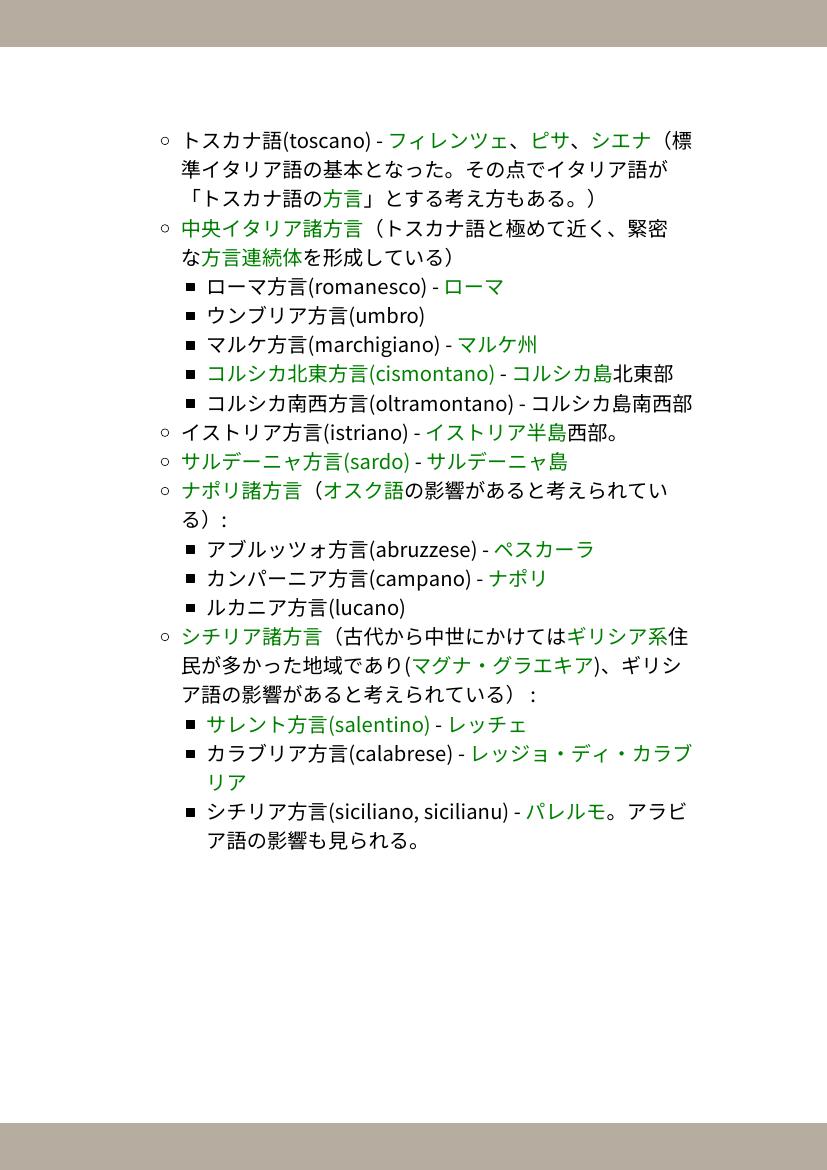 トスカナ語(toscano) - フィレンツェ、ピサ、シエナ（標
準イタリア語の基本となった。その点でイタリア語が
「トスカナ語の方言」とする考え方もある。）
中央イタリア諸方言（トスカナ語と極めて近く、緊密
な方言連続体を形成している）
ローマ方言(romanesco) - ローマ
ウンブリア方言(umbro)
マルケ方言(marchigiano) - マルケ州
コルシカ北東方言(cismontano) - コルシカ島北東部
コルシカ南西方言(oltramontano) - コルシカ島南西部
イストリア方言(istriano) - イストリア半島西部。
サルデーニャ方言(sardo) - サルデーニャ島
ナポリ諸方言（オスク語の影響があると考えられてい
る）:
アブルッツォ方言(abruzzese) - ペスカーラ
カンパーニア方言(campano) - ナポリ
ルカニア方言(lucano)
シチリア諸方言（古代から中世にかけてはギリシア系住
民が多かった地域であり(マグナ・グラエキア)、ギリシ
ア語の影響があると考えられている） :
サレント方言(salentino) - レッチェ
カラブリア方言(calabrese) - レッジョ・ディ・カラブ
リア
シチリア方言(siciliano, sicilianu) - パレルモ。アラビ
ア語の影響も見られる。